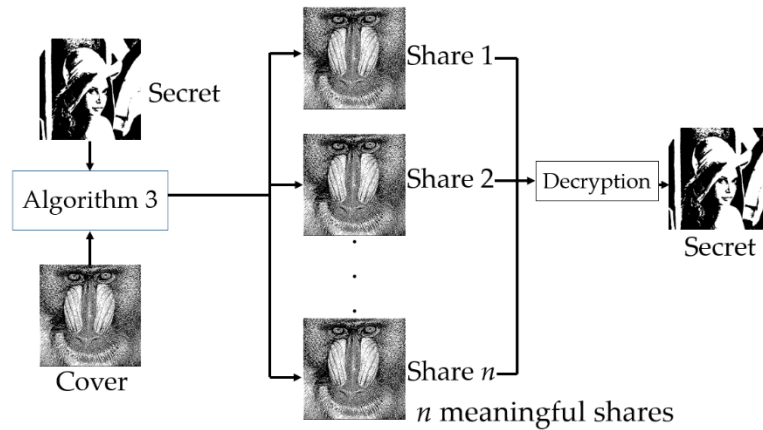 Secret
Algorithm 3
Cover
Share 1
Share 2
Share n
n meaningful shares
Decryption
Secret